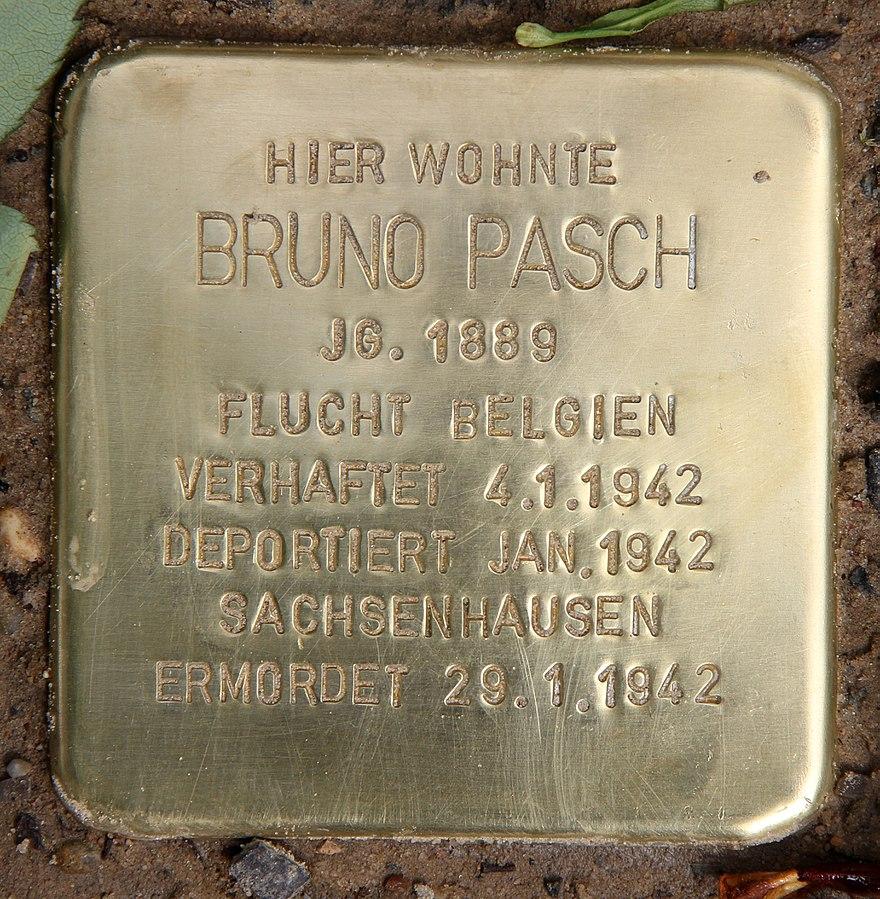 HIER WOHNTE
BRUNO PASCH
JG. 1889
FLUCHT BELGIEN
VERHAFTET 4.1.1942
DEPORTIERT JAN.1942
SACHSENHAUSEN
ERMORDET 29.1.1942